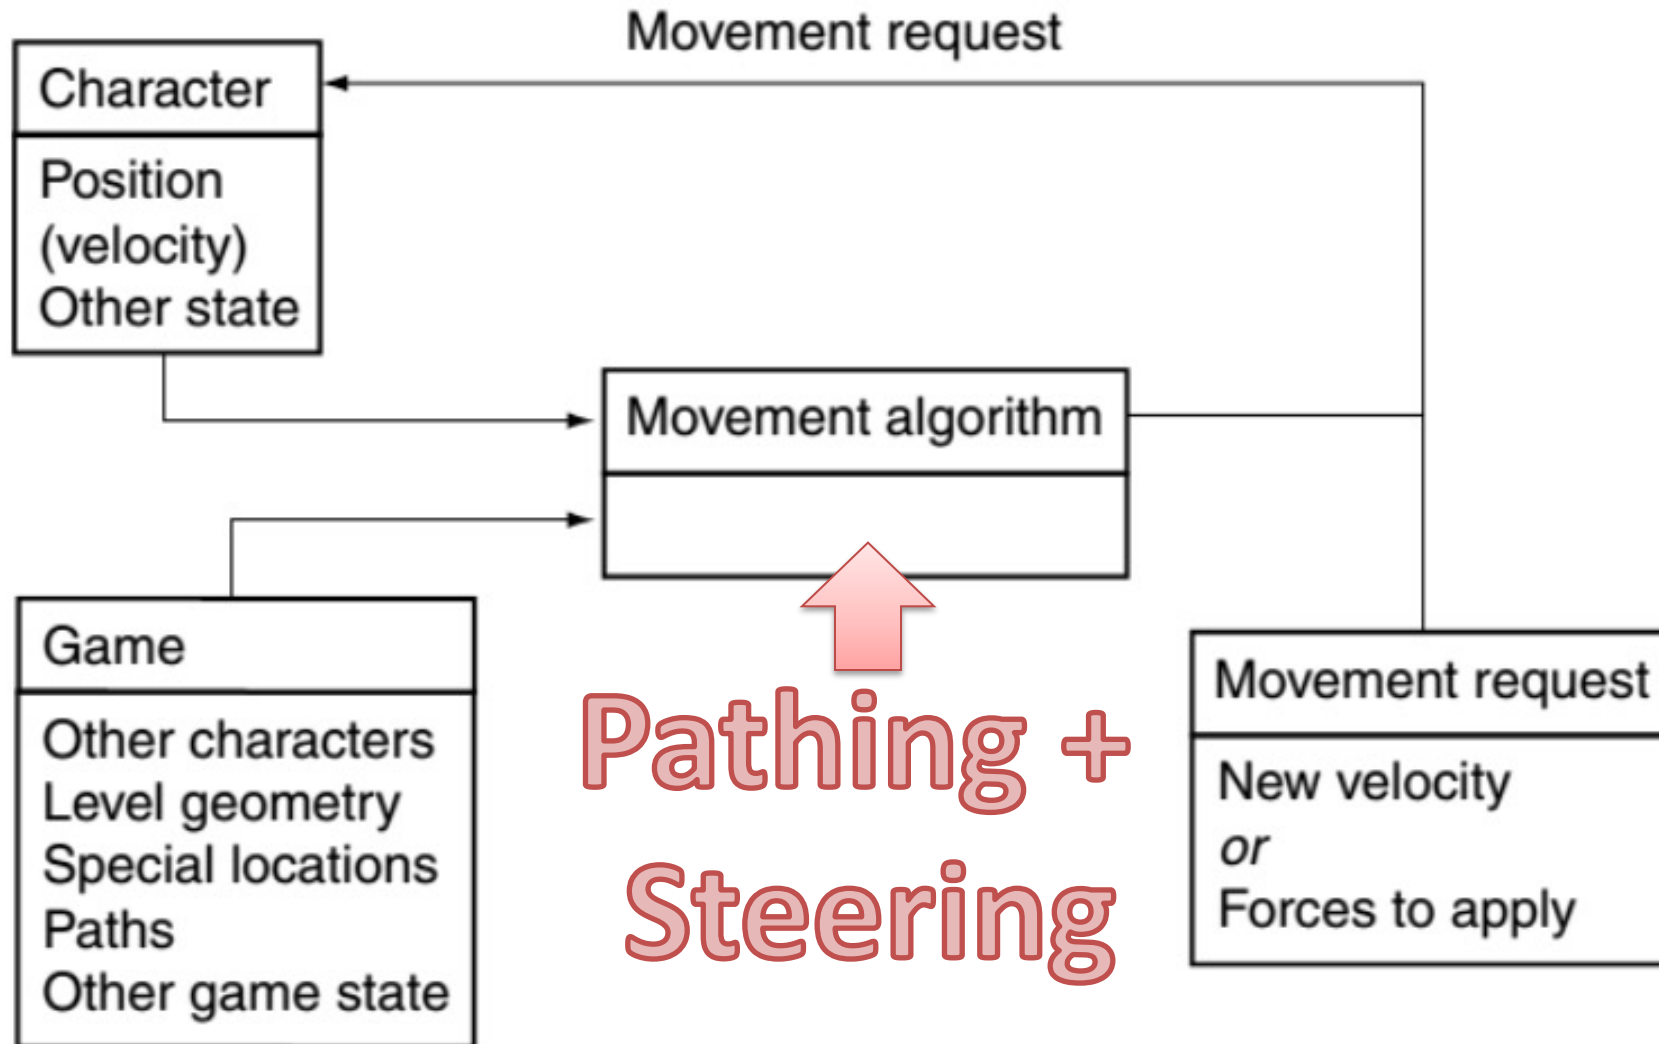 Movement request
Character
Position
(velocity)
Other state
Movement algorithm
Game
Other characters
Level geometry
Special locations
Paths
Other game state
Pathing +
Steering
Movement request
New velocity
or
Forces to apply